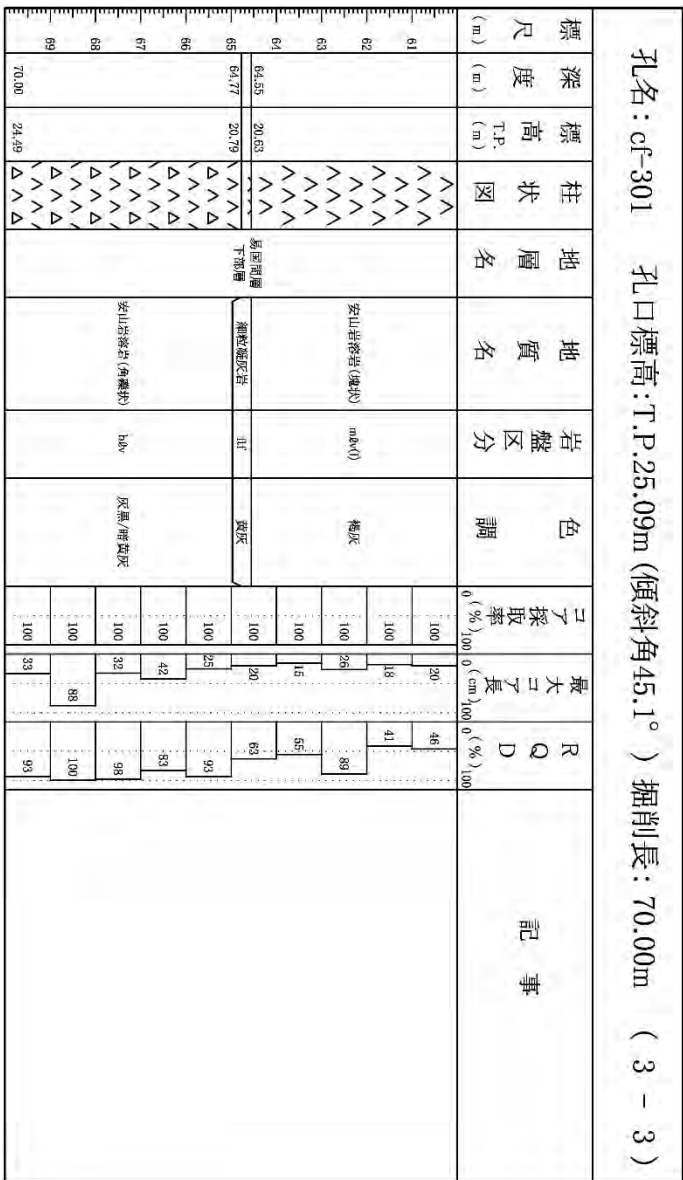 孔名: cf-301 孔口標高:T.P.25.09m (傾斜角45.1°) 掘削長: 70.00m ( 3 - 3 )
標尺 (m)
深度 (m)
標高 T.P. (m)
柱状図
地層名
地質名
岩盤区分
色調
コア採取率 0 (%) 100
最大コア長 0 (cm) 100
RQD 0 (%) 100
記事
61
62
63
64
65
66
67
68
69
64.55
64.77
70.00
20.63
20.79
24.49
易国間層
下部層
安山岩溶岩(塊状)
細粒凝灰岩
安山岩溶岩(角礫状)
褐灰
黄灰
灰黒/暗黄灰
100
100
100
100
100
100
100
100
100
100
20
18
26
15
20
25
42
32
88
33
46
41
89
55
63
93
83
98
100
93